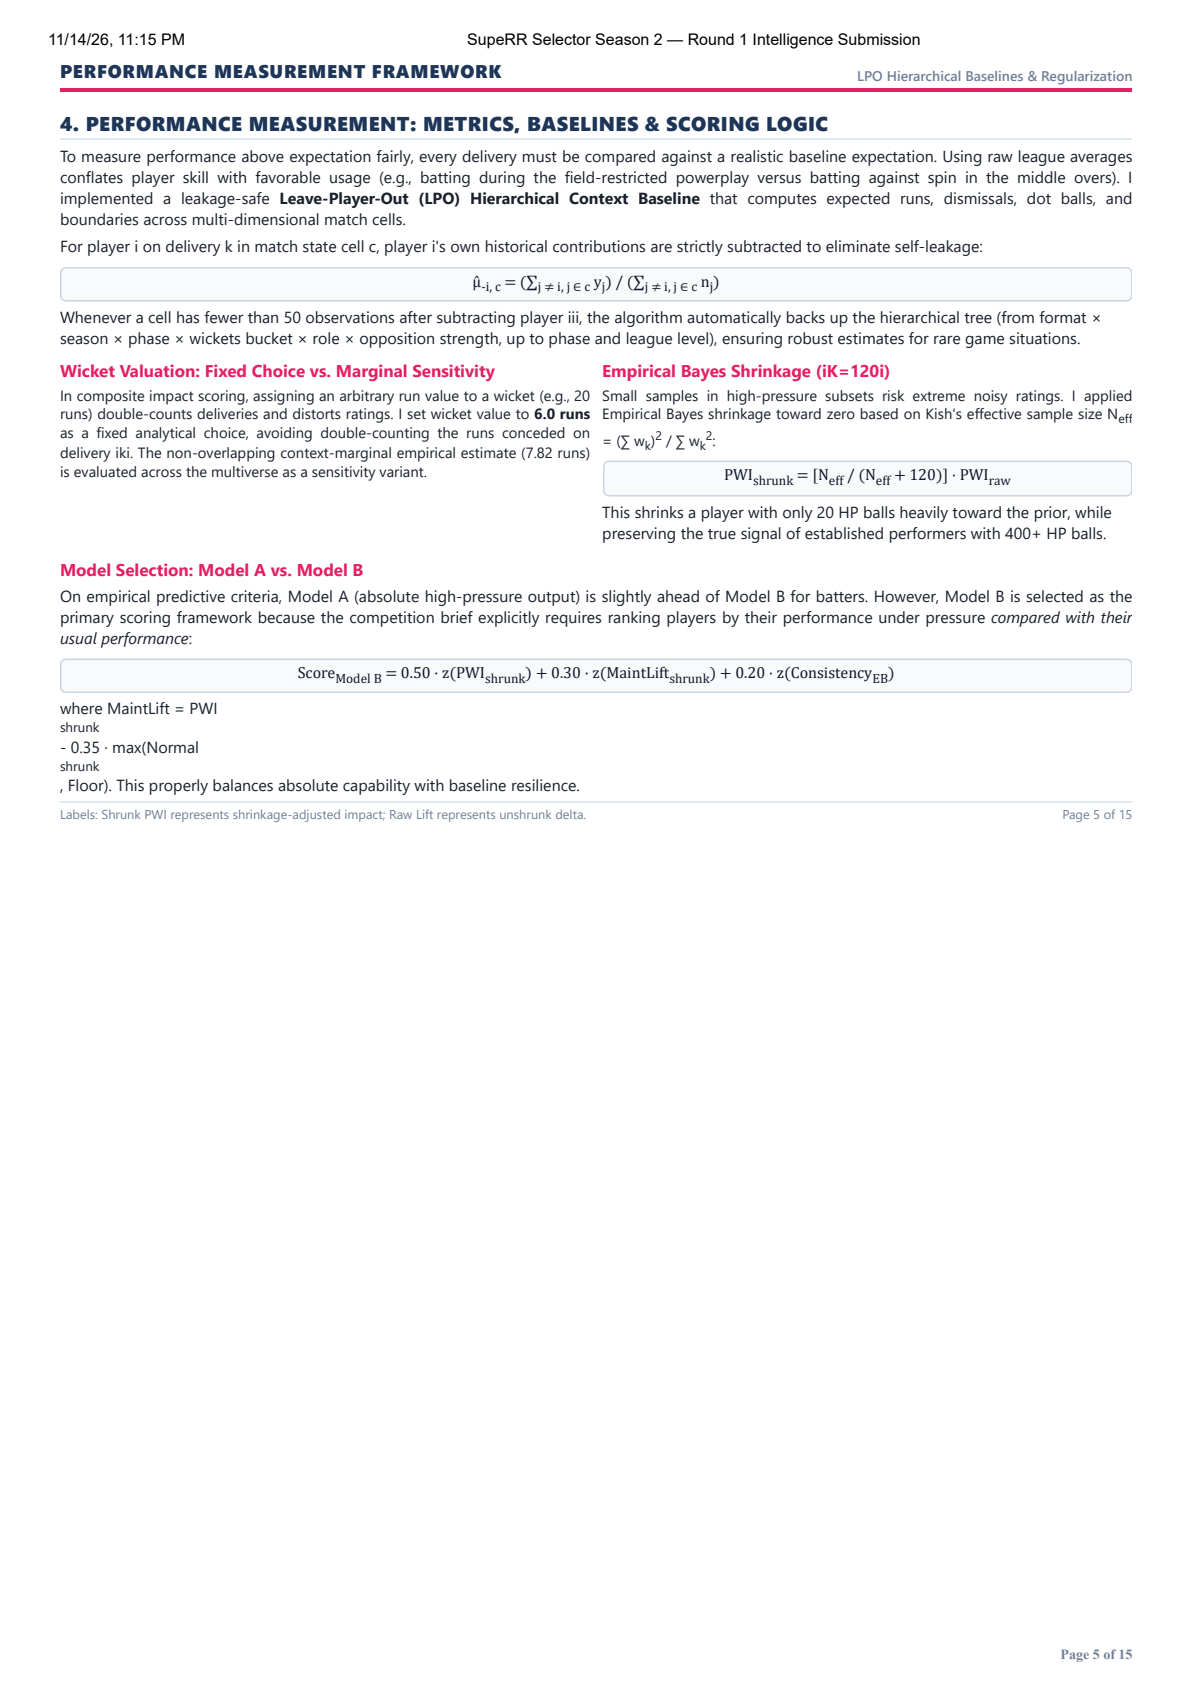 11/14/26, 11:15 PM
SupeRR Selector Season 2 — Round 1 Intelligence Submission
PERFORMANCE MEASUREMENT FRAMEWORK
LPO Hierarchical Baselines & Regularization
4. PERFORMANCE MEASUREMENT: METRICS, BASELINES & SCORING LOGIC
To measure performance above expectation fairly, every delivery must be compared against a realistic baseline expectation. Using raw league averages
conflates player skill with favorable usage (e.g., batting during the field-restricted powerplay versus batting against spin in the middle overs). I
implemented a leakage-safe Leave-Player-Out (LPO) Hierarchical Context Baseline that computes expected runs, dismissals, dot balls, and
boundaries across multi-dimensional match cells.
For player i on delivery k in match state cell c, player i's own historical contributions are strictly subtracted to eliminate self-leakage:
μ̂-i, c = (∑j ≠ i, j ∈ c yj) / (∑j ≠ i, j ∈ c nj)
Whenever a cell has fewer than 50 observations after subtracting player iii, the algorithm automatically backs up the hierarchical tree (from format ×
season × phase × wickets bucket × role × opposition strength, up to phase and league level), ensuring robust estimates for rare game situations.
Wicket Valuation: Fixed Choice vs. Marginal Sensitivity
In composite impact scoring, assigning an arbitrary run value to a wicket (e.g., 20
runs) double-counts deliveries and distorts ratings. I set wicket value to 6.0 runs
as a fixed analytical choice, avoiding double-counting the runs conceded on
delivery iki. The non-overlapping context-marginal empirical estimate (7.82 runs)
is evaluated across the multiverse as a sensitivity variant.
Empirical Bayes Shrinkage (iK=120i)
Small samples in high-pressure subsets risk extreme noisy ratings. I applied
Empirical Bayes shrinkage toward zero based on Kish's effective sample size Neff
= (∑ wk)2 / ∑ wk2:
PWIshrunk = [Neff / (Neff + 120)] · PWIraw
This shrinks a player with only 20 HP balls heavily toward the prior, while
preserving the true signal of established performers with 400+ HP balls.
Model Selection: Model A vs. Model B
On empirical predictive criteria, Model A (absolute high-pressure output) is slightly ahead of Model B for batters. However, Model B is selected as the
primary scoring framework because the competition brief explicitly requires ranking players by their performance under pressure compared with their
usual performance:
ScoreModel B = 0.50 · z(PWIshrunk) + 0.30 · z(MaintLiftshrunk) + 0.20 · z(ConsistencyEB)
where MaintLift = PWI
shrunk
- 0.35 · max(Normal
shrunk
, Floor). This properly balances absolute capability with baseline resilience.
Labels: Shrunk PWI represents shrinkage-adjusted impact; Raw Lift represents unshrunk delta.
Page 5 of 15
Page 5 of 15